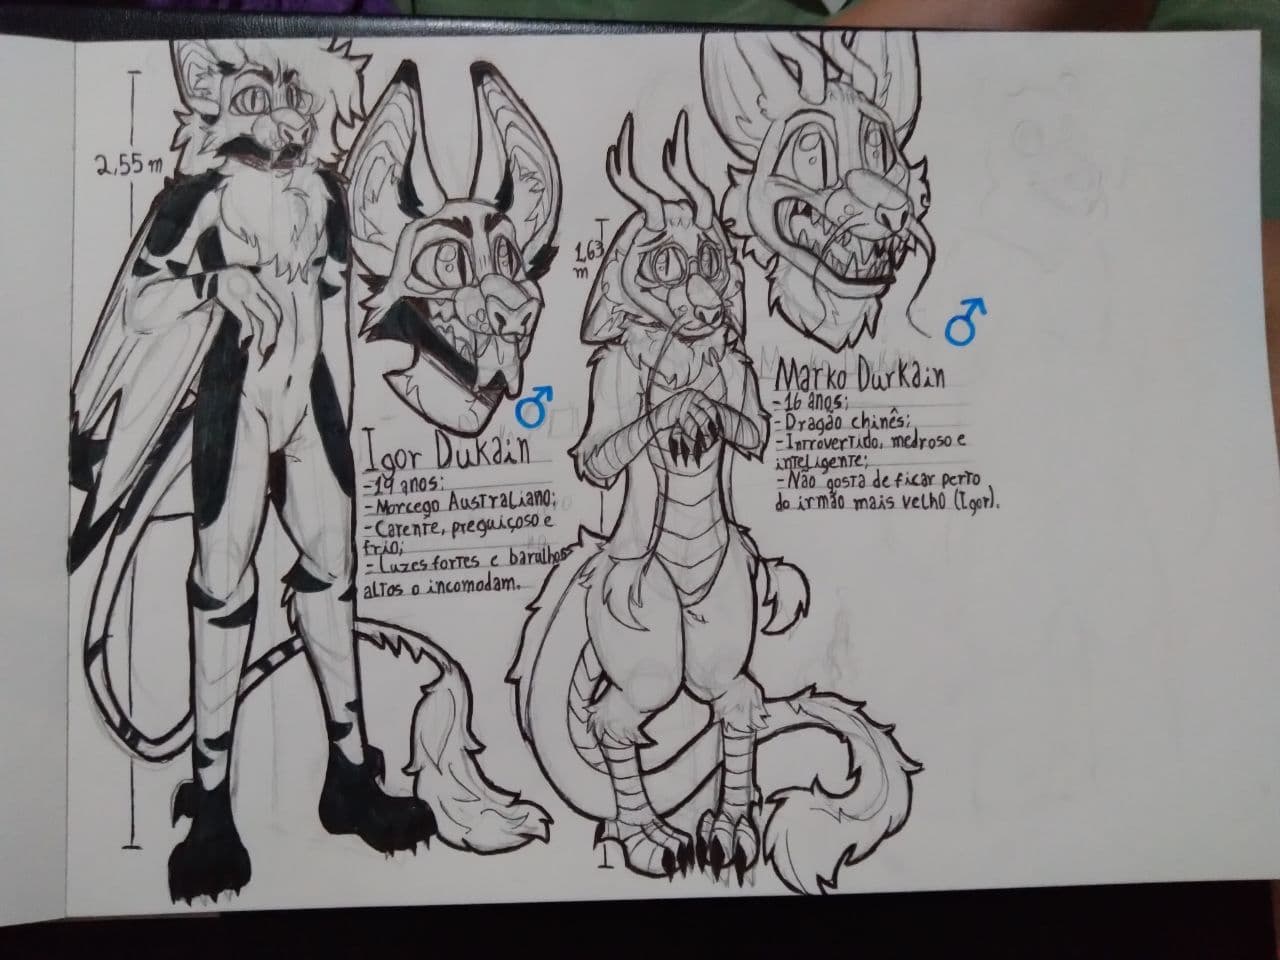 2,55 m
Igor Dukain
-19 anos;
-Morcego Australiano;
-Carente, preguiçoso e
frio;
-Luzes fortes e barulhos
altos o incomodam.
1,63
m
Marko Durkain
-16 anos;
-Dragão chinês;
-Introvertido, medroso e
inteligente;
-Não gosta de ficar perto
do irmão mais velho (Igor).